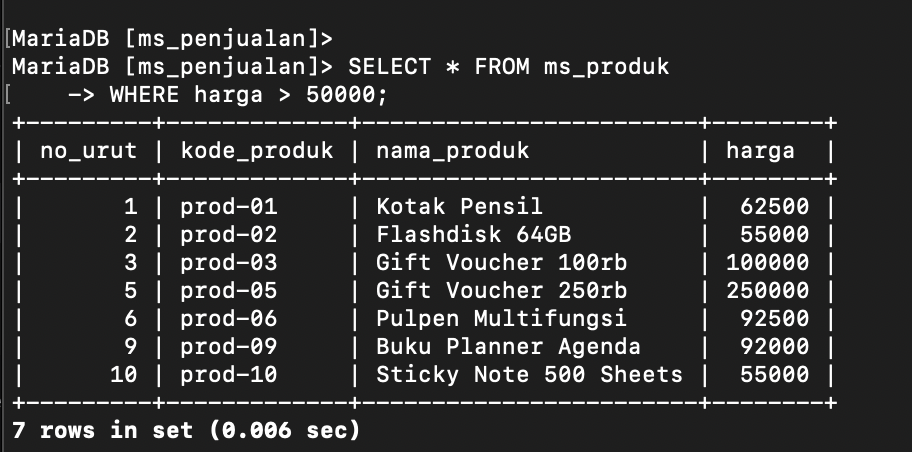 [MariaDB [ms_penjualan]>
MariaDB [ms_penjualan]> SELECT * FROM ms_produk
[    -> WHERE harga > 50000;
+---------+-------------+------------------------+--------+
| no_urut | kode_produk | nama_produk            | harga  |
+---------+-------------+------------------------+--------+
|       1 | prod-01     | Kotak Pensil           |  62500 |
|       2 | prod-02     | Flashdisk 64GB         |  55000 |
|       3 | prod-03     | Gift Voucher 100rb     | 100000 |
|       5 | prod-05     | Gift Voucher 250rb     | 250000 |
|       6 | prod-06     | Pulpen Multifungsi     |  92500 |
|       9 | prod-09     | Buku Planner Agenda    |  92000 |
|      10 | prod-10     | Sticky Note 500 Sheets |  55000 |
+---------+-------------+------------------------+--------+
7 rows in set (0.006 sec)